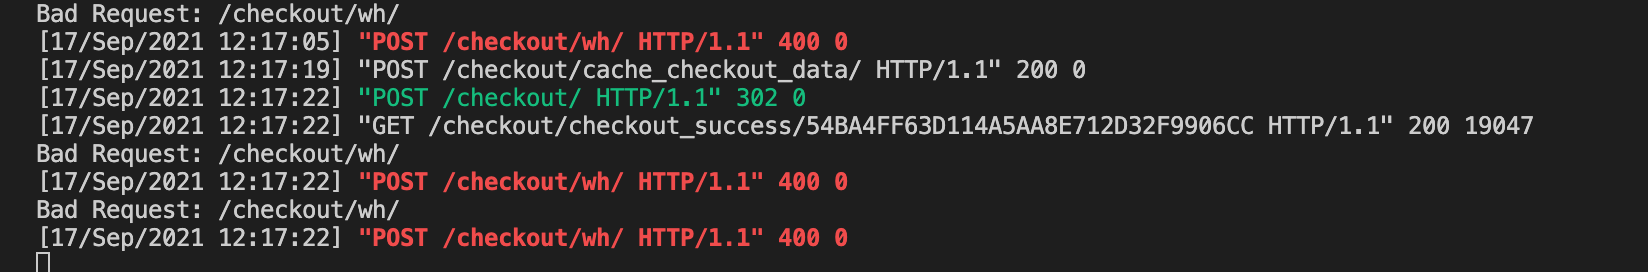 Bad Request: /checkout/wh/
[17/Sep/2021 12:17:05] "POST /checkout/wh/ HTTP/1.1" 400 0
[17/Sep/2021 12:17:19] "POST /checkout/cache_checkout_data/ HTTP/1.1" 200 0
[17/Sep/2021 12:17:22] "POST /checkout/ HTTP/1.1" 302 0
[17/Sep/2021 12:17:22] "GET /checkout/checkout_success/54BA4FF63D114A5AA8E712D32F9906CC HTTP/1.1" 200 19047
Bad Request: /checkout/wh/
[17/Sep/2021 12:17:22] "POST /checkout/wh/ HTTP/1.1" 400 0
Bad Request: /checkout/wh/
[17/Sep/2021 12:17:22] "POST /checkout/wh/ HTTP/1.1" 400 0